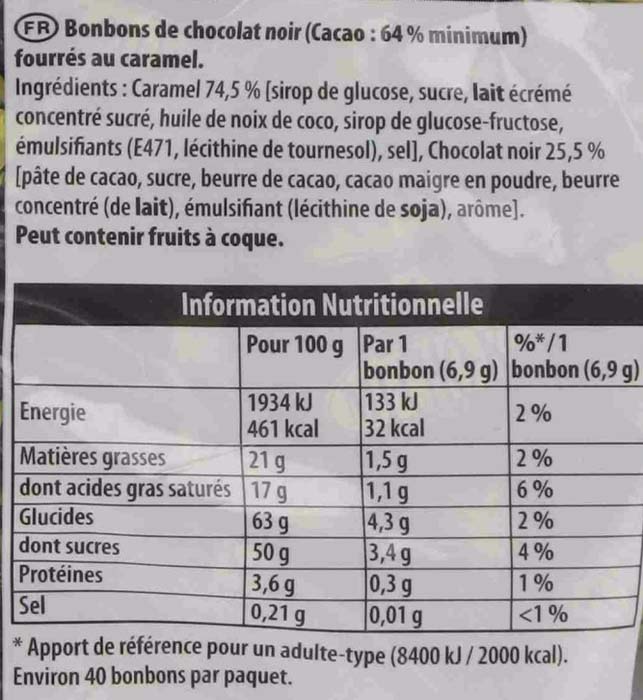 FR Bonbons de chocolat noir (Cacao : 64 % minimum)
fourrés au caramel.
Ingrédients : Caramel 74,5 % [sirop de glucose, sucre, lait écrémé
concentré sucré, huile de noix de coco, sirop de glucose-fructose,
émulsifiants (E471, lécithine de tournesol), sel], Chocolat noir 25,5 %
[pâte de cacao, sucre, beurre de cacao, cacao maigre en poudre, beurre
concentré (de lait), émulsifiant (lécithine de soja), arôme].
Peut contenir fruits à coque.
Information Nutritionnelle
Pour 100 g Par 1 %*/1
bonbon (6,9 g) bonbon (6,9 g)
Energie 1934 kJ 133 kJ 2 %
461 kcal 32 kcal
Matières grasses 21 g 1,5 g 2 %
dont acides gras saturés 17 g 1,1 g 6 %
Glucides 63 g 4,3 g 2 %
dont sucres 50 g 3,4 g 4 %
Protéines 3,6 g 0,3 g 1 %
Sel 0,21 g 0,01 g <1 %
* Apport de référence pour un adulte-type (8400 kJ / 2000 kcal).
Environ 40 bonbons par paquet.